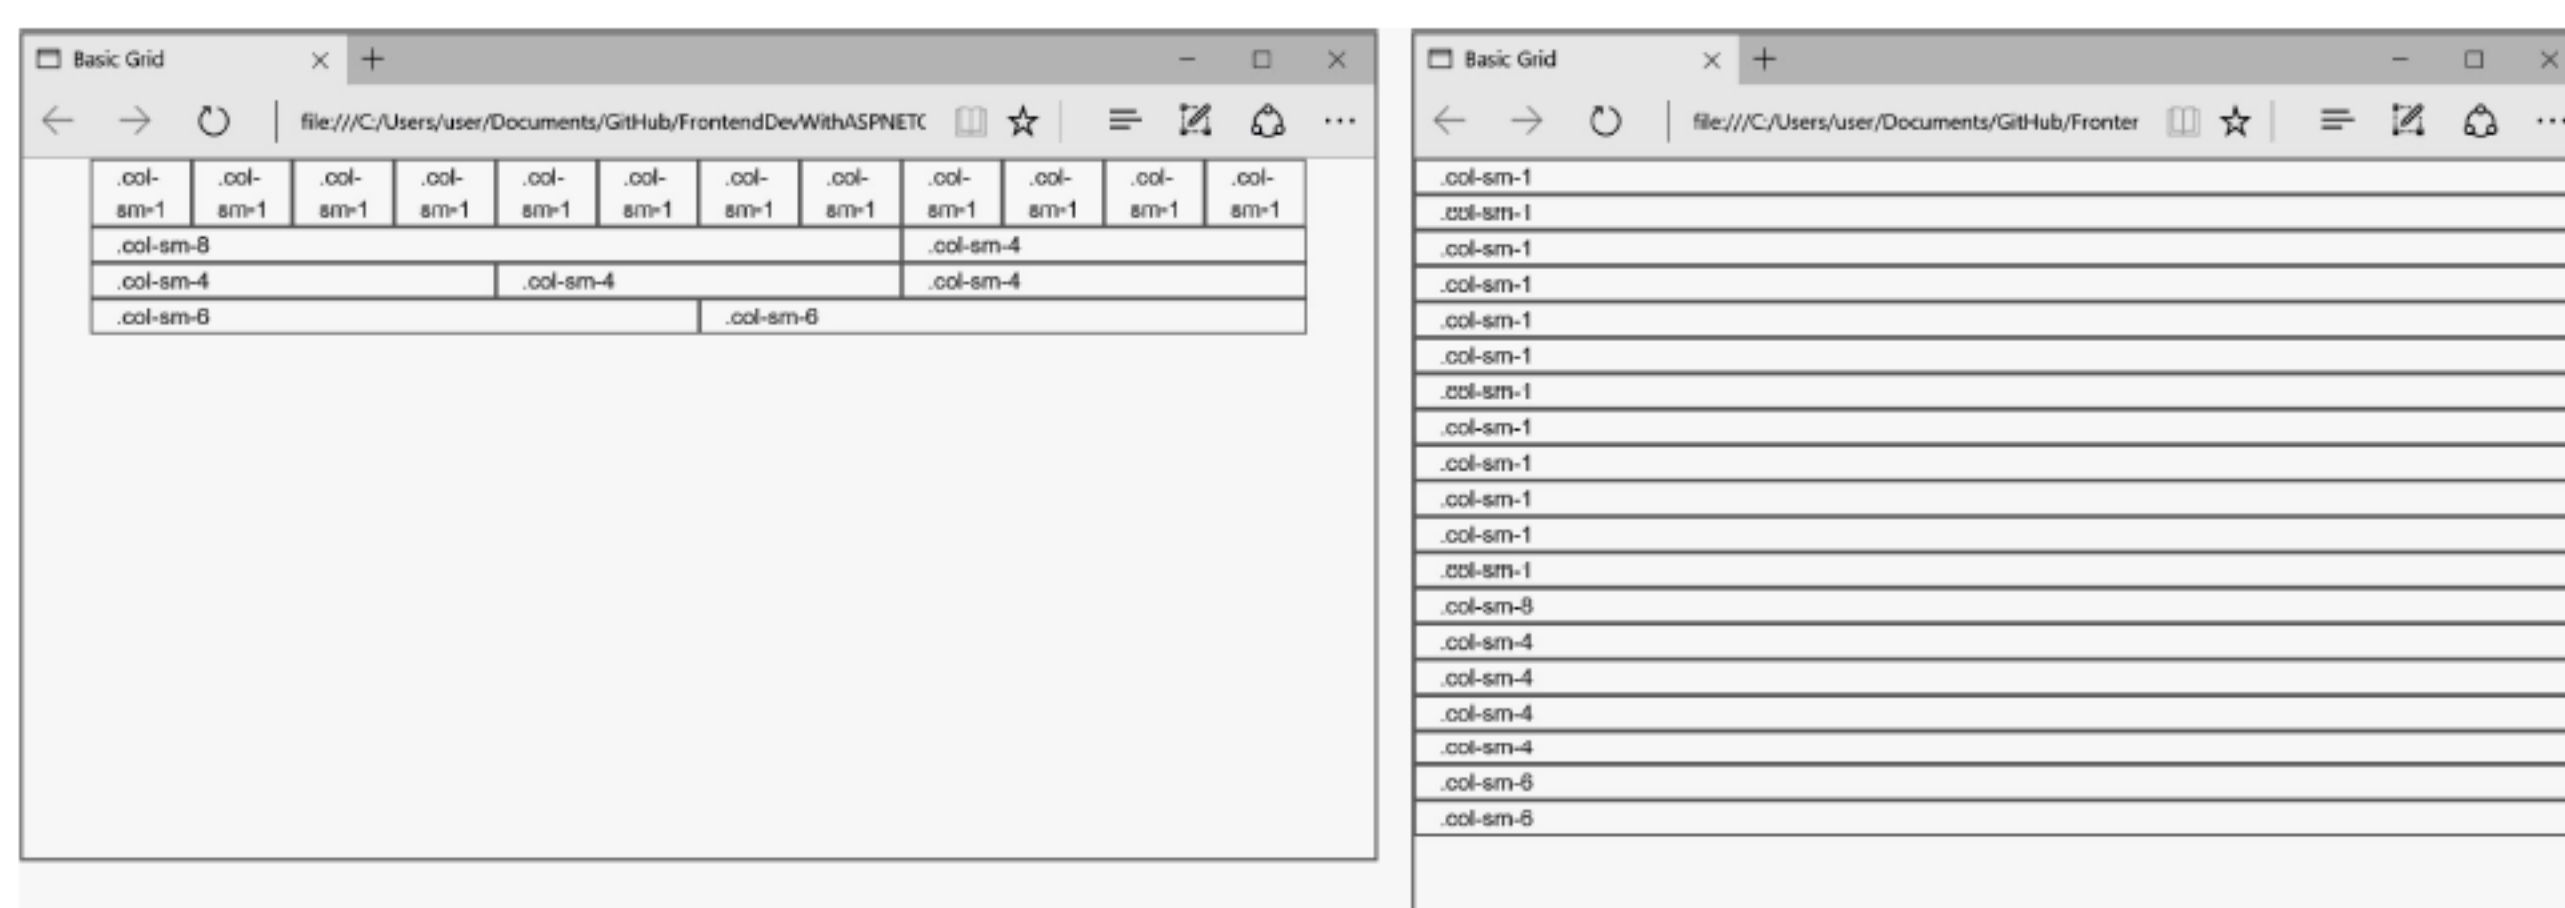 Basic Grid
file:///C:/Users/user/Documents/GitHub/FrontendDevWithASPNETC
.col- .col- .col- .col- .col- .col- .col- .col- .col- .col- .col- .col-
sm-1 sm-1 sm-1 sm-1 sm-1 sm-1 sm-1 sm-1 sm-1 sm-1 sm-1 sm-1
.col-sm-8 .col-sm-4
.col-sm-4 .col-sm-4 .col-sm-4
.col-sm-6 .col-sm-6
Basic Grid
file:///C:/Users/user/Documents/GitHub/Fronter
.col-sm-1
.col-sm-1
.col-sm-1
.col-sm-1
.col-sm-1
.col-sm-1
.col-sm-1
.col-sm-1
.col-sm-1
.col-sm-1
.col-sm-1
.col-sm-1
.col-sm-8
.col-sm-4
.col-sm-4
.col-sm-4
.col-sm-4
.col-sm-6
.col-sm-6